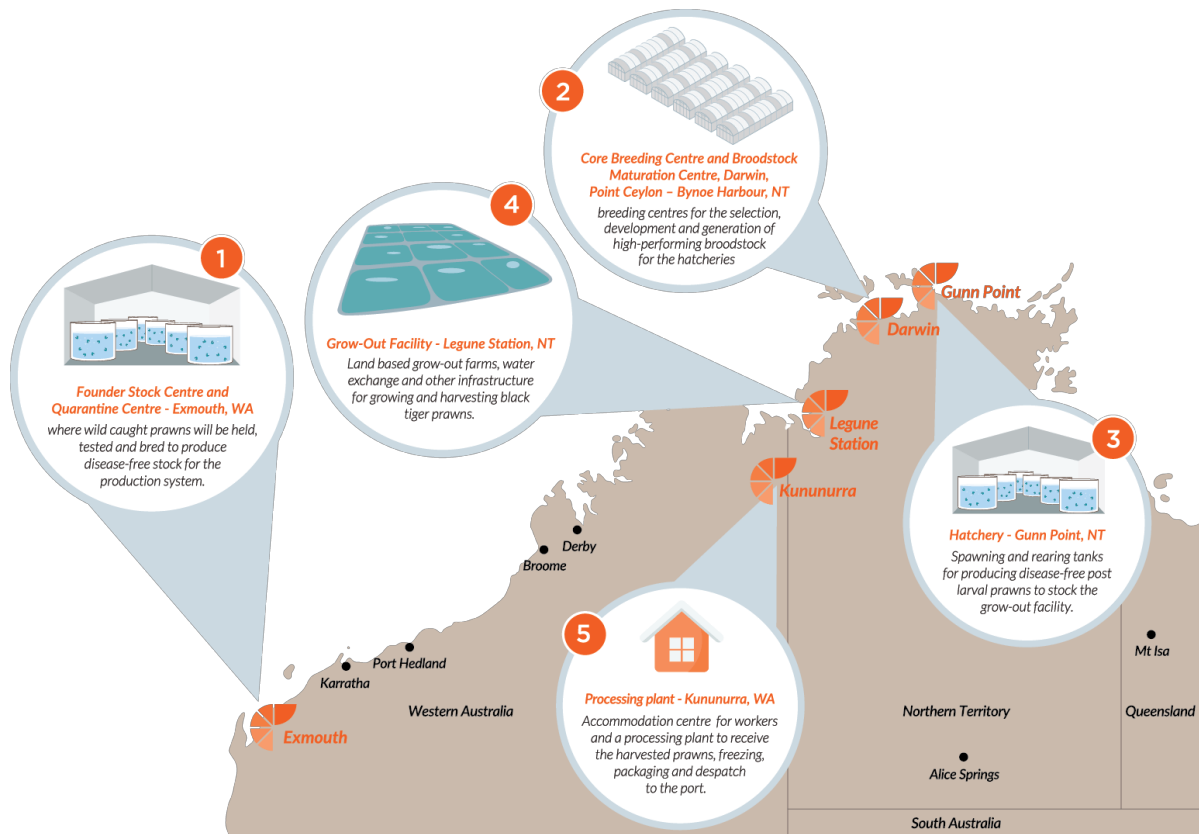 1
Founder Stock Centre and
Quarantine Centre - Exmouth, WA
where wild caught prawns will be held,
tested and bred to produce
disease-free stock for the
production system.
2
Core Breeding Centre and Broodstock
Maturation Centre, Darwin,
Point Ceylon – Bynoe Harbour, NT
breeding centres for the selection,
development and generation of
high-performing broodstock
for the hatcheries
3
Hatchery - Gunn Point, NT
Spawning and rearing tanks
for producing disease-free post
larval prawns to stock the
grow-out facility.
4
Grow-Out Facility - Legune Station, NT
Land based grow-out farms, water
exchange and other infrastructure
for growing and harvesting black
tiger prawns.
5
Processing plant - Kununurra, WA
Accommodation centre for workers
and a processing plant to receive
the harvested prawns, freezing,
packaging and despatch
to the port.
Gunn Point
Darwin
Legune
Station
Kununurra
Derby
Broome
Port Hedland
Karratha
Exmouth
Western Australia
Northern Territory
Mt Isa
Queensland
Alice Springs
South Australia